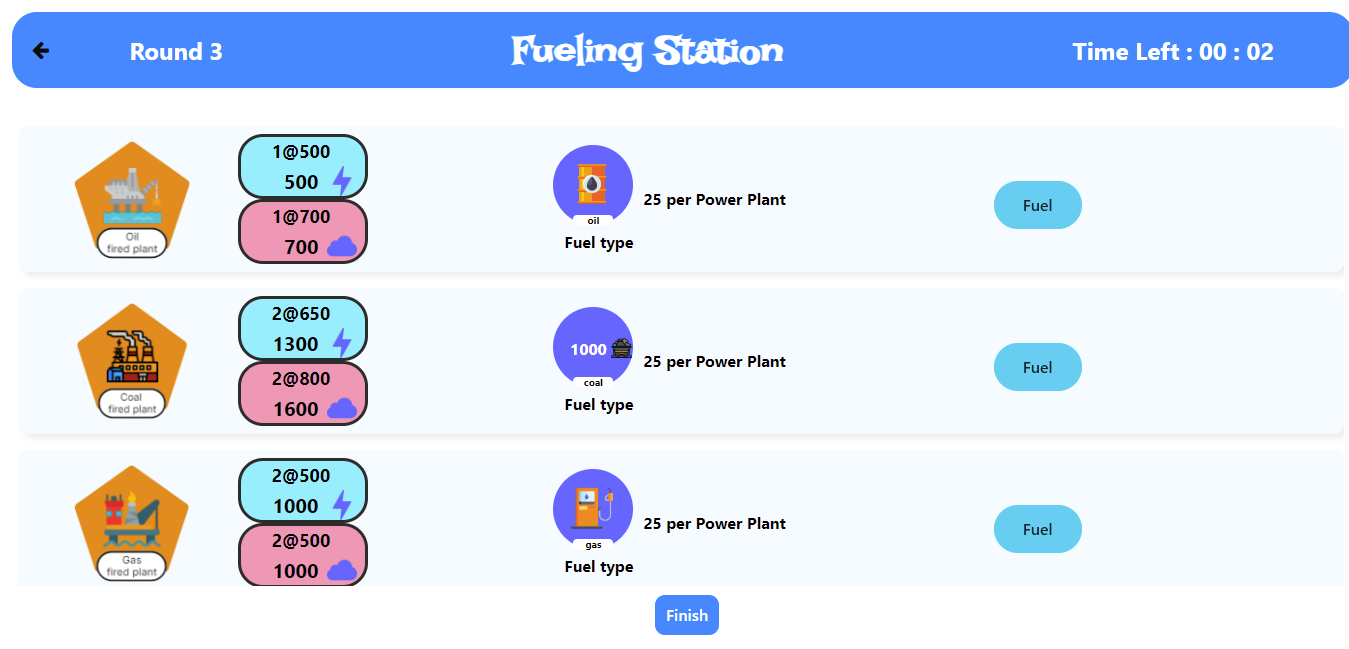 Round 3
Fueling Station
Time Left : 00 : 02
Oil
fired plant
1@500
500
1@700
700
oil
Fuel type
25 per Power Plant
Fuel
Coal
fired plant
2@650
1300
2@800
1600
1000
coal
Fuel type
25 per Power Plant
Fuel
Gas
fired plant
2@500
1000
2@500
1000
gas
Fuel type
25 per Power Plant
Fuel
Finish